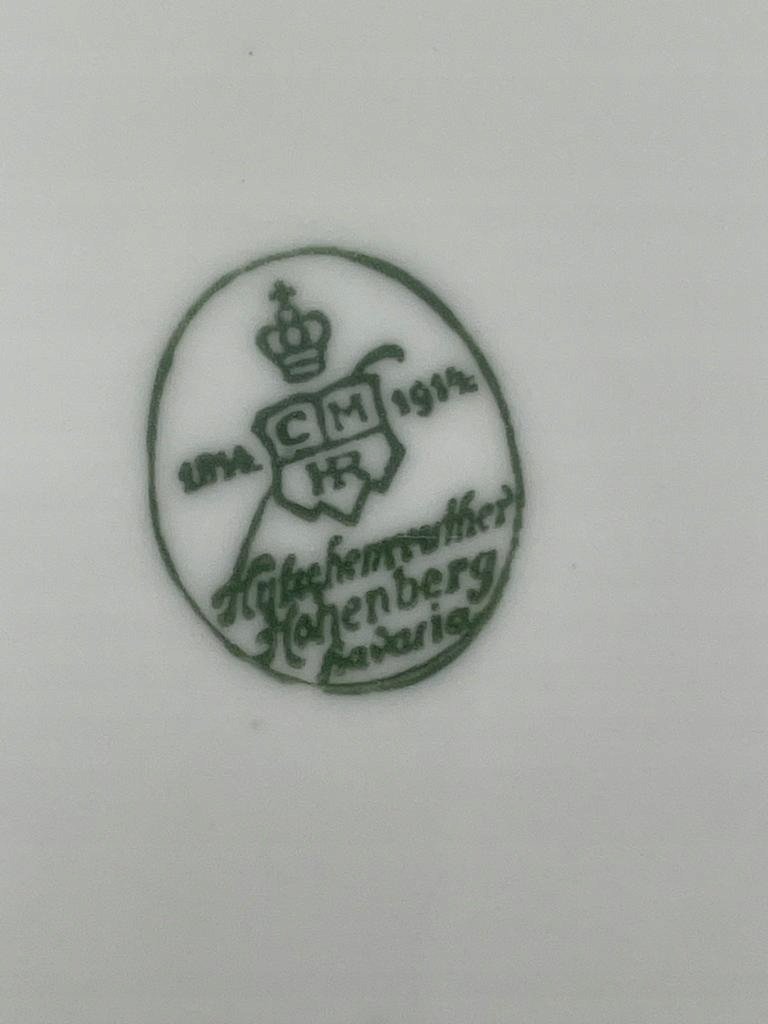 C M
HR
1814. 1914.
Hutschenreuther
Hohenberg
Bavaria